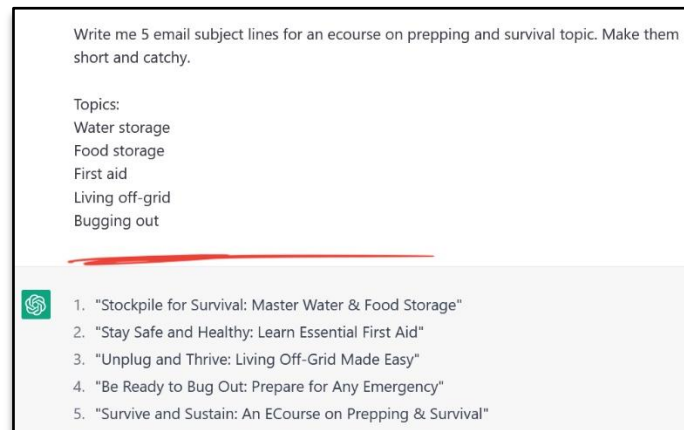 Write me 5 email subject lines for an ecourse on prepping and survival topic. Make them
short and catchy.
Topics:
Water storage
Food storage
First aid
Living off-grid
Bugging out
1. "Stockpile for Survival: Master Water & Food Storage"
2. "Stay Safe and Healthy: Learn Essential First Aid"
3. "Unplug and Thrive: Living Off-Grid Made Easy"
4. "Be Ready to Bug Out: Prepare for Any Emergency"
5. "Survive and Sustain: An ECourse on Prepping & Survival"